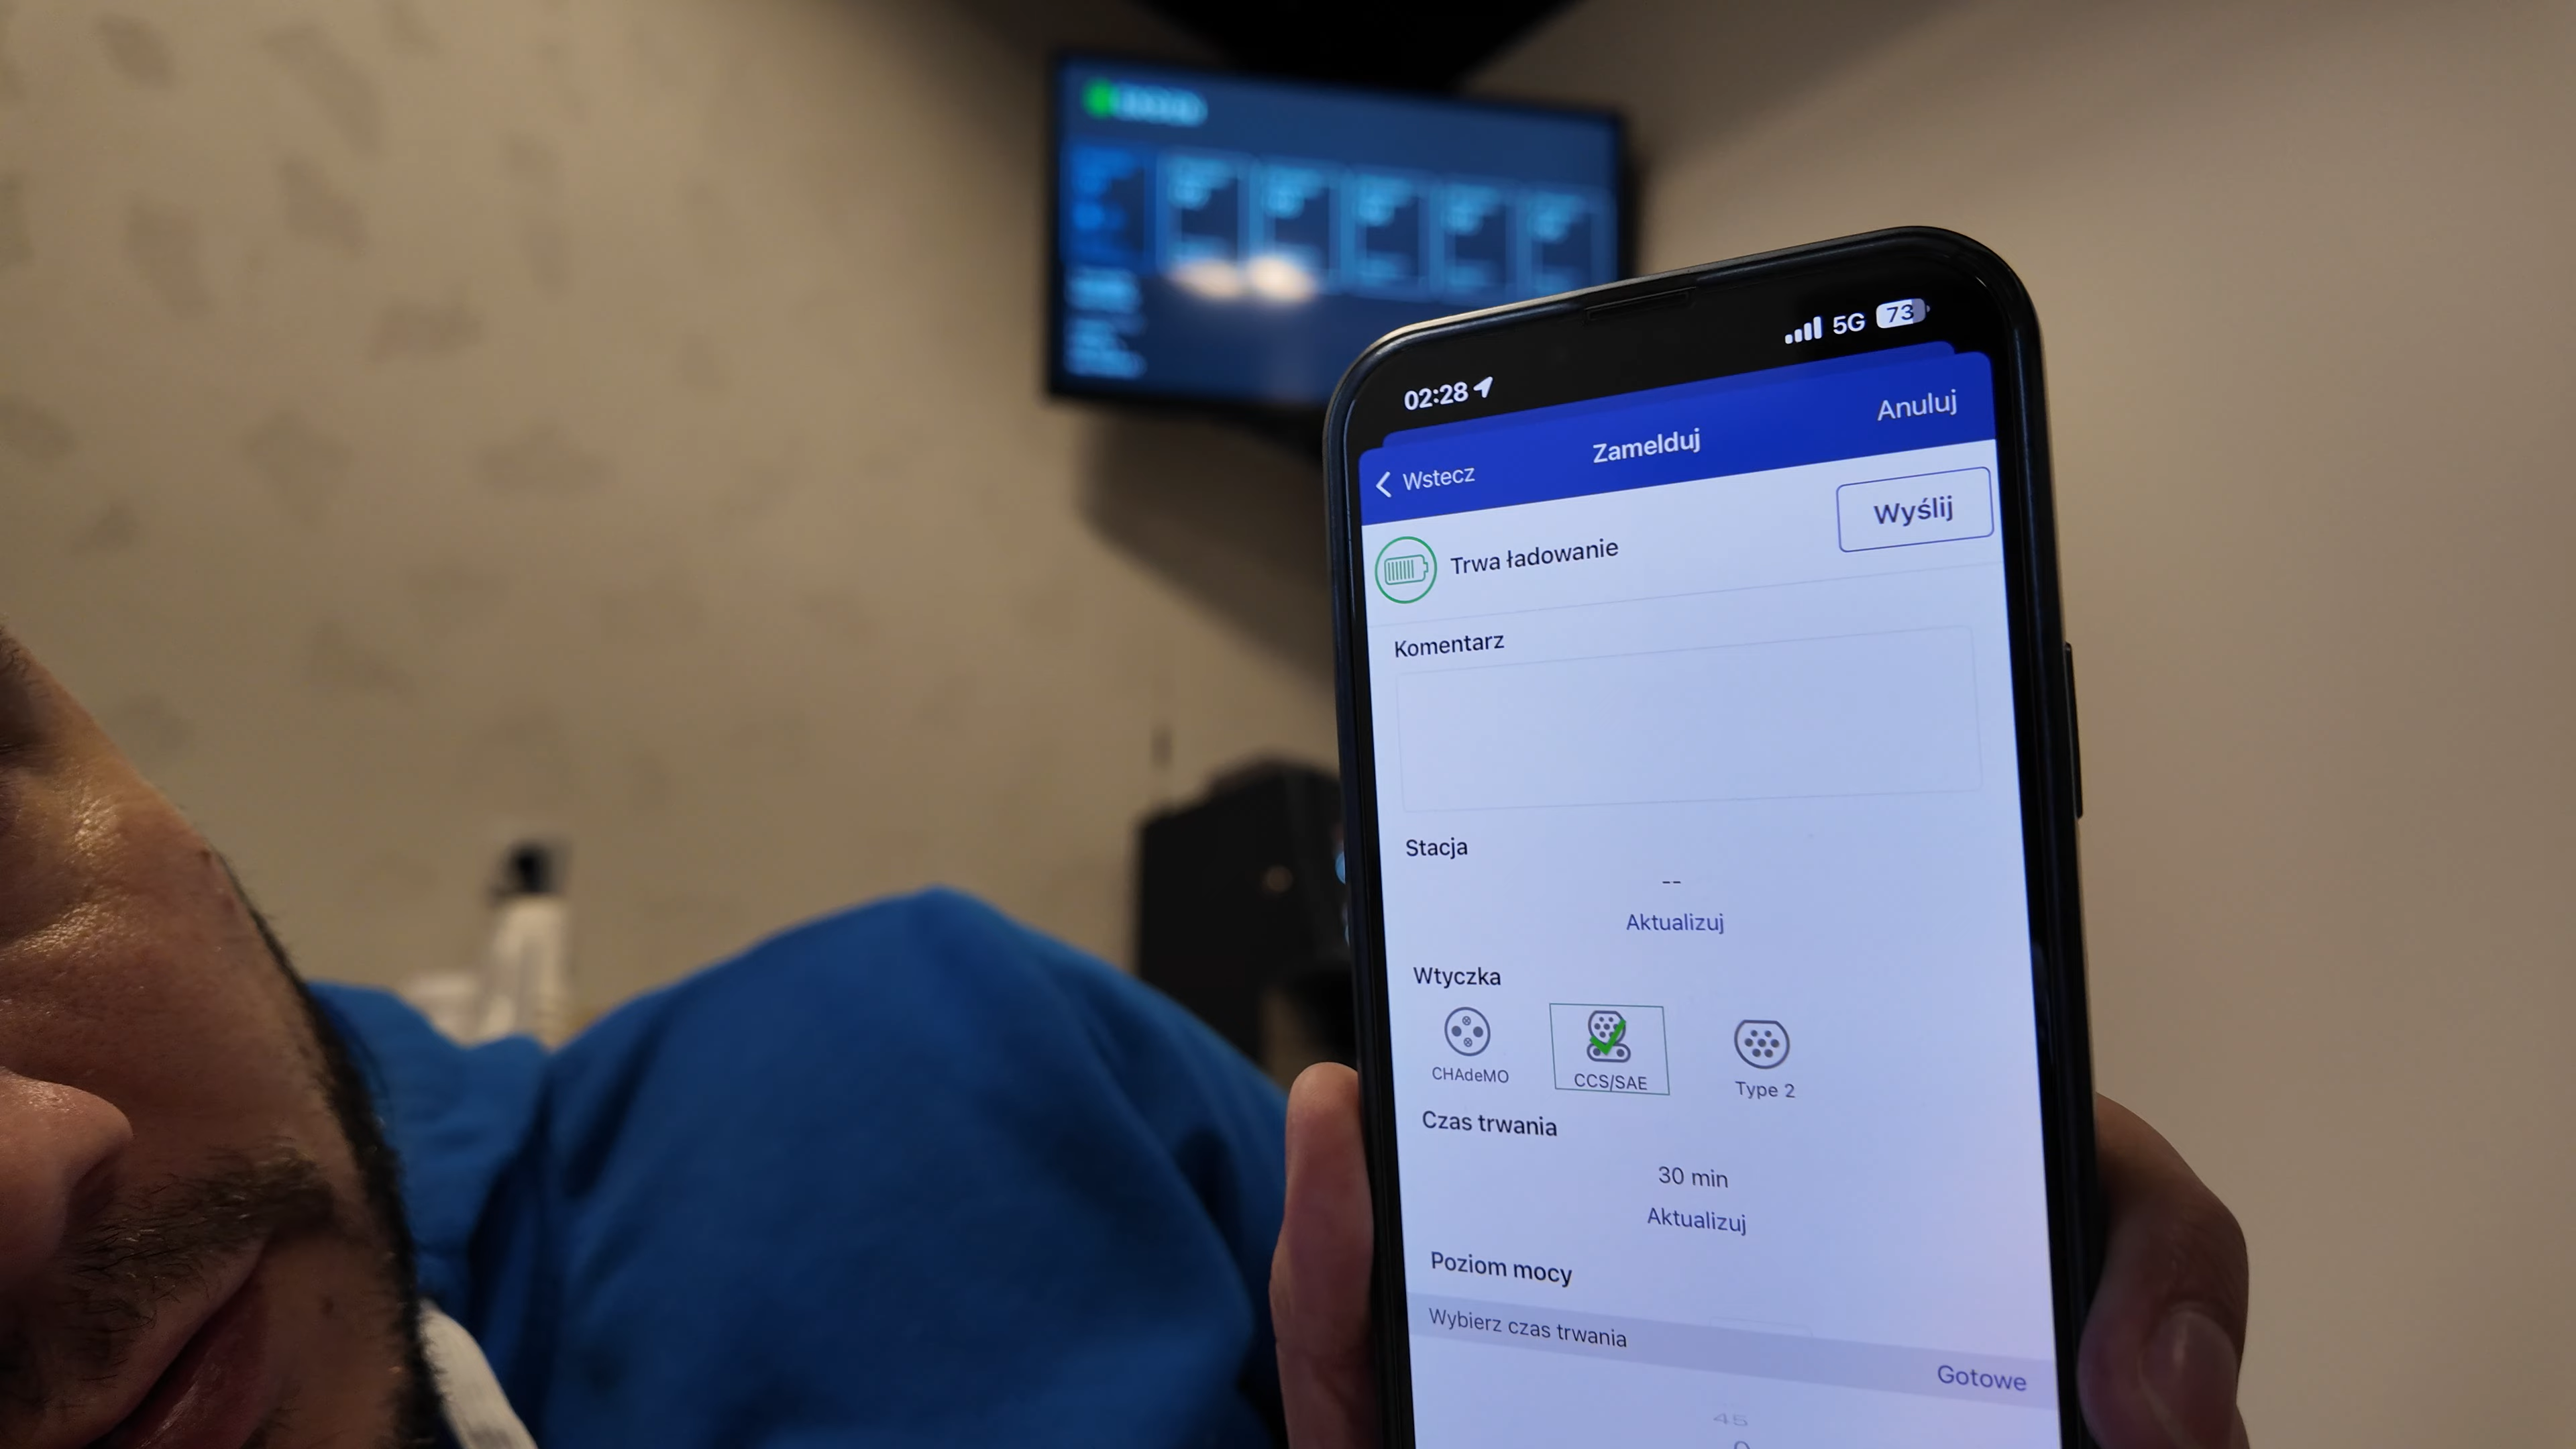 02:28
5G 73
Wstecz
Zamelduj
Anuluj
Trwa ładowanie
Wyślij
Komentarz
Stacja
--
Aktualizuj
Wtyczka
CHAdeMO
CCS/SAE
Type 2
Czas trwania
30 min
Aktualizuj
Poziom mocy
Wybierz czas trwania
Gotowe
45